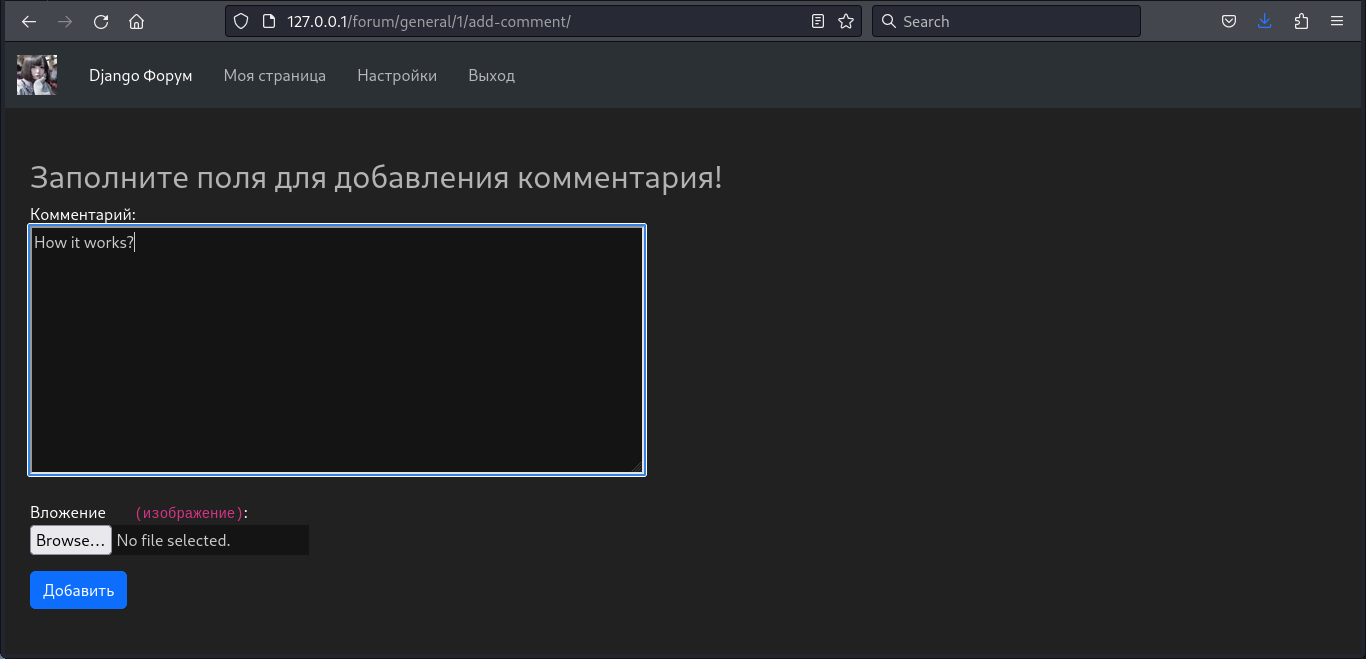 127.0.0.1/forum/general/1/add-comment/ Search
Django Форум Моя страница Настройки Выход
Заполните поля для добавления комментария!
Комментарий:
How it works?
Вложение (изображение):
Browse... No file selected.
Добавить